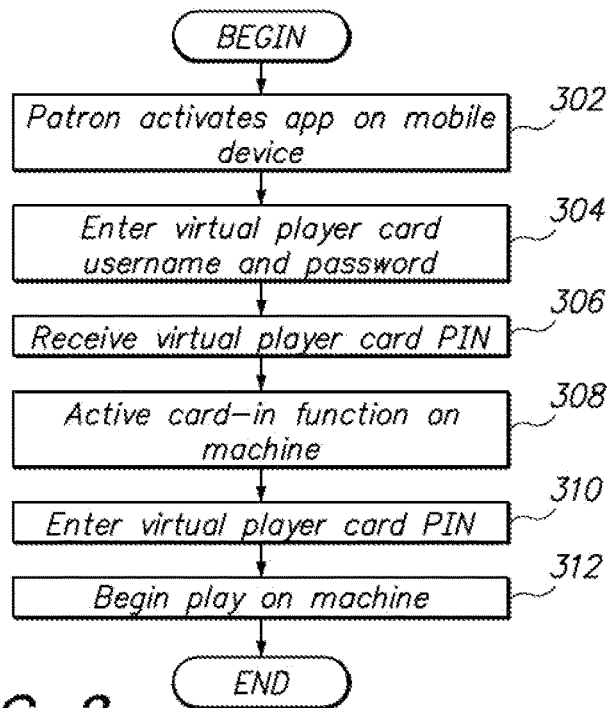 BEGIN
Patron activates app on mobile
device
302
Enter virtual player card
username and password
304
Receive virtual player card PIN
306
Active card-in function on
machine
308
Enter virtual player card PIN
310
Begin play on machine
312
END